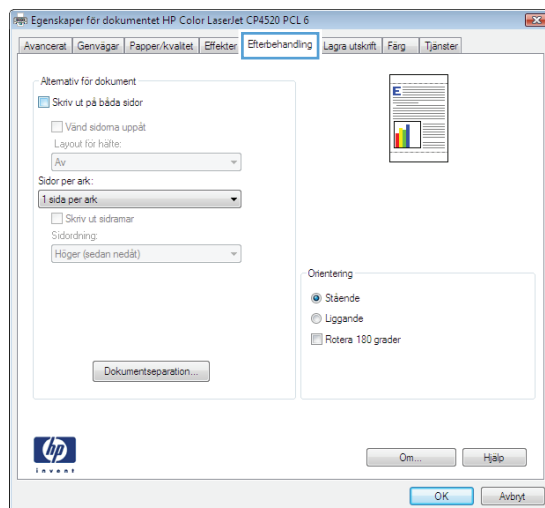 Egenskaper för dokumentet HP Color LaserJet CP4520 PCL 6
Avancerat Genvägar Papper/kvalitet Effekter Efterbehandling Lagra utskrift Färg Tjänster
Alternativ för dokument
Skriv ut på båda sidor
Vänd sidorna uppåt
Layout för häfte:
Av
Sidor per ark:
1 sida per ark
Skriv ut sidramar
Sidordning:
Höger (sedan nedåt)
Dokumentseparation...
E
Orientering
Stående
Liggande
Rotera 180 grader
hp
invent
Om...
Hjälp
OK
Avbryt